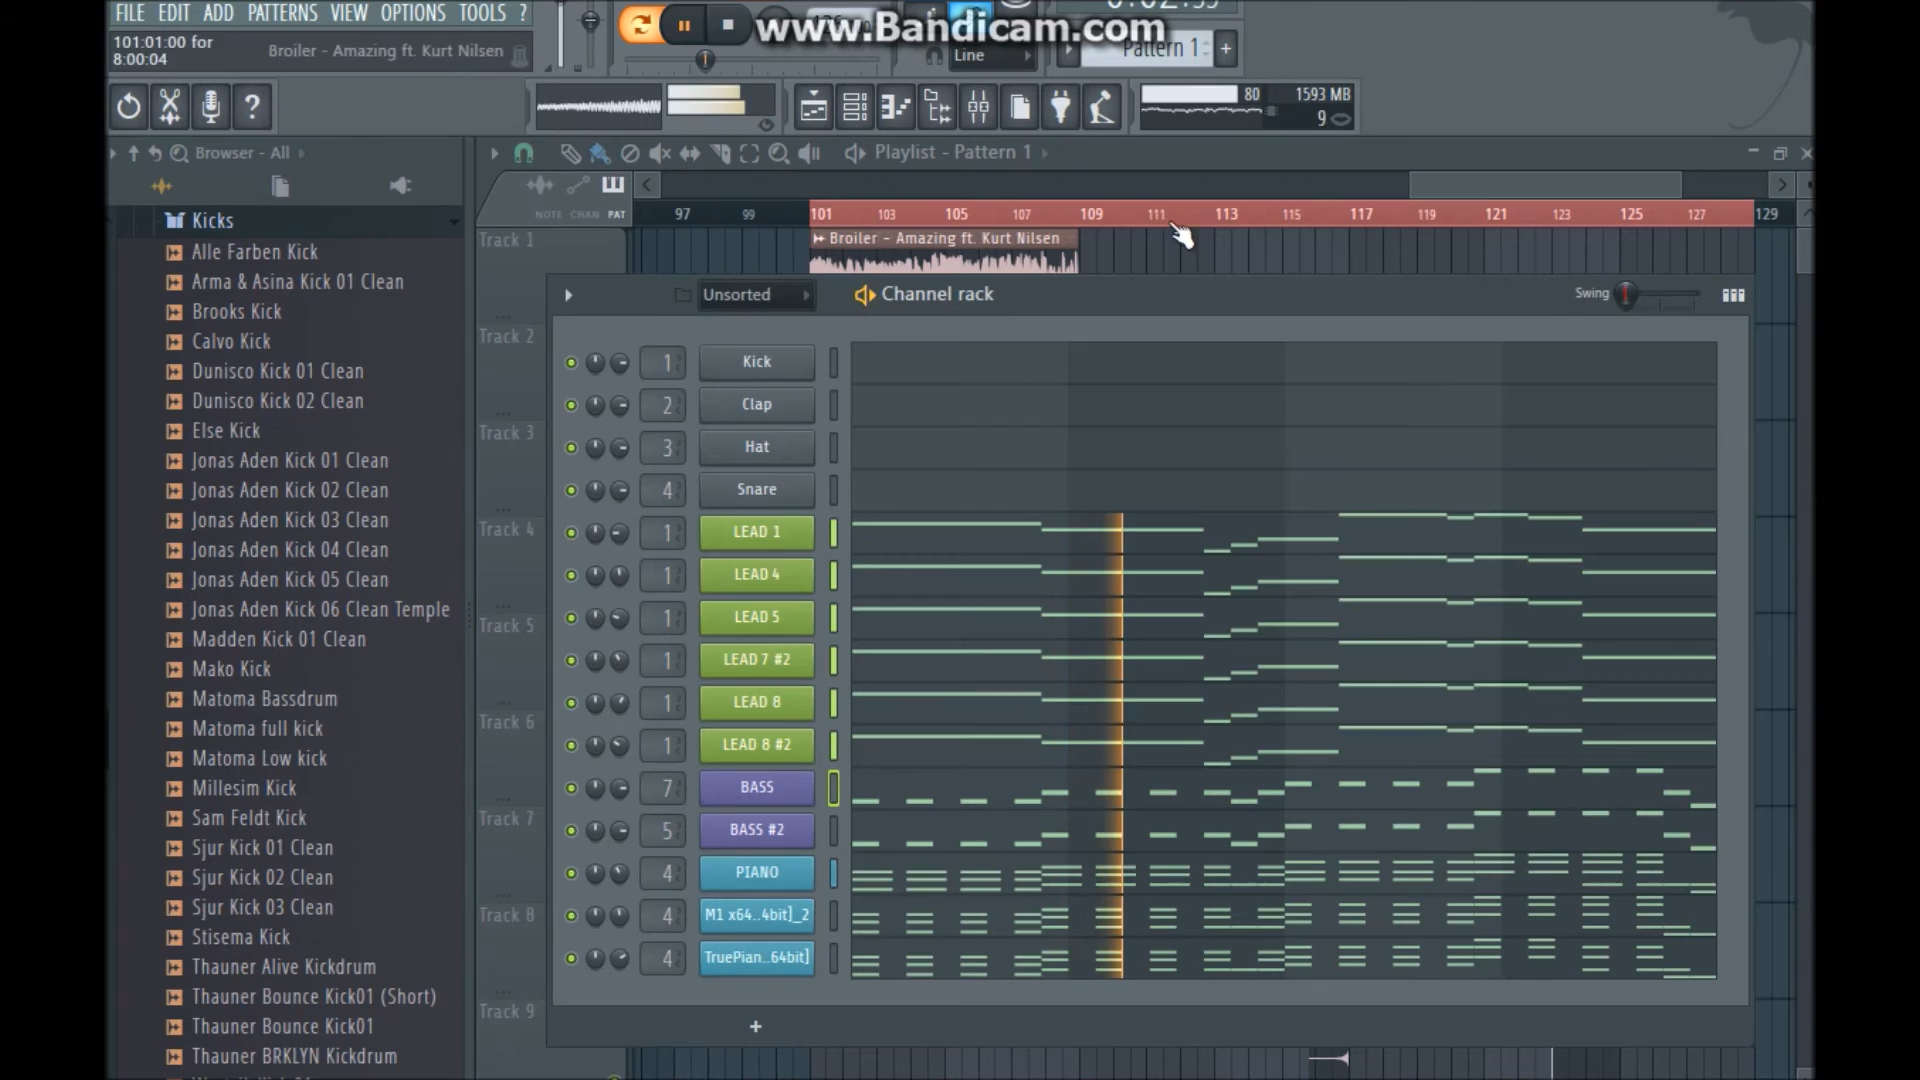 FILE EDIT ADD PATTERNS VIEW OPTIONS TOOLS ?
www.Bandicam.com
101:01:00 for
8:00:04
Broiler - Amazing ft. Kurt Nilsen
Line
Pattern 1
+
?
80
1593 MB
9
Browser - All
Playlist - Pattern 1
NOTE CHAN PAT
97 99 101 103 105 107 109 111 113 115 117 119 121 123 125 127 129
Kicks
Alle Farben Kick
Arma & Asina Kick 01 Clean
Brooks Kick
Calvo Kick
Dunisco Kick 01 Clean
Dunisco Kick 02 Clean
Else Kick
Jonas Aden Kick 01 Clean
Jonas Aden Kick 02 Clean
Jonas Aden Kick 03 Clean
Jonas Aden Kick 04 Clean
Jonas Aden Kick 05 Clean
Jonas Aden Kick 06 Clean Temple
Madden Kick 01 Clean
Mako Kick
Matoma Bassdrum
Matoma full kick
Matoma Low kick
Millesim Kick
Sam Feldt Kick
Sjur Kick 01 Clean
Sjur Kick 02 Clean
Sjur Kick 03 Clean
Stisema Kick
Thauner Alive Kickdrum
Thauner Bounce Kick01 (Short)
Thauner Bounce Kick01
Thauner BRKLYN Kickdrum
Track 1
Track 2
Track 3
Track 4
Track 5
Track 6
Track 7
Track 8
Track 9
Broiler - Amazing ft. Kurt Nilsen
Unsorted
Channel rack
Swing
1 Kick
2 Clap
3 Hat
4 Snare
1 LEAD 1
1 LEAD 4
1 LEAD 5
1 LEAD 7 #2
1 LEAD 8
1 LEAD 8 #2
7 BASS
5 BASS #2
4 PIANO
4 M1 x64..4bit]_2
4 TruePian..64bit]
+